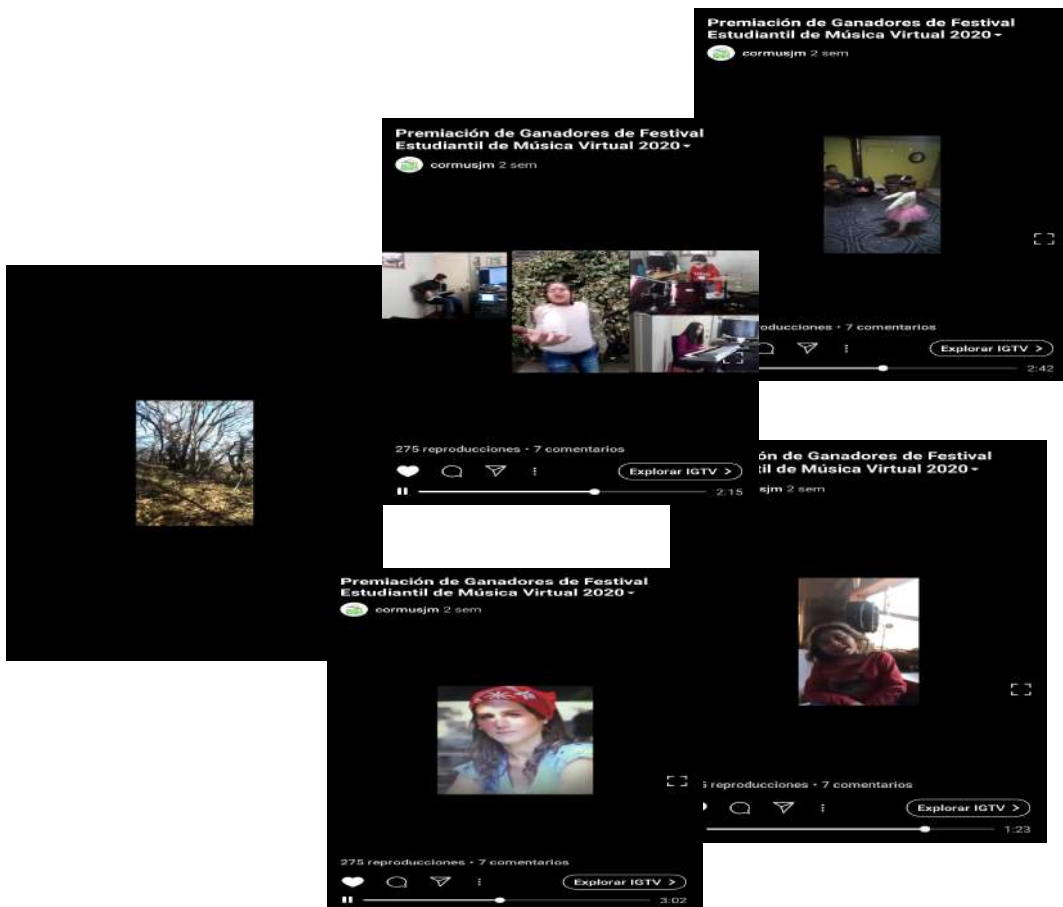 Premiación de Ganadores de Festival
Estudiantil de Música Virtual 2020
cormusjm 2 sem
oducciones • 7 comentarios
Explorar IGTV >
2:42
Premiación de Ganadores de Festival
Estudiantil de Música Virtual 2020
cormusjm 2 sem
275 reproducciones • 7 comentarios
Explorar IGTV >
2:15
ón de Ganadores de Festival
til de Música Virtual 2020
sjm 2 sem
reproducciones • 7 comentarios
Explorar IGTV >
1:23
Premiación de Ganadores de Festival
Estudiantil de Música Virtual 2020
cormusjm 2 sem
275 reproducciones • 7 comentarios
Explorar IGTV >
3:02